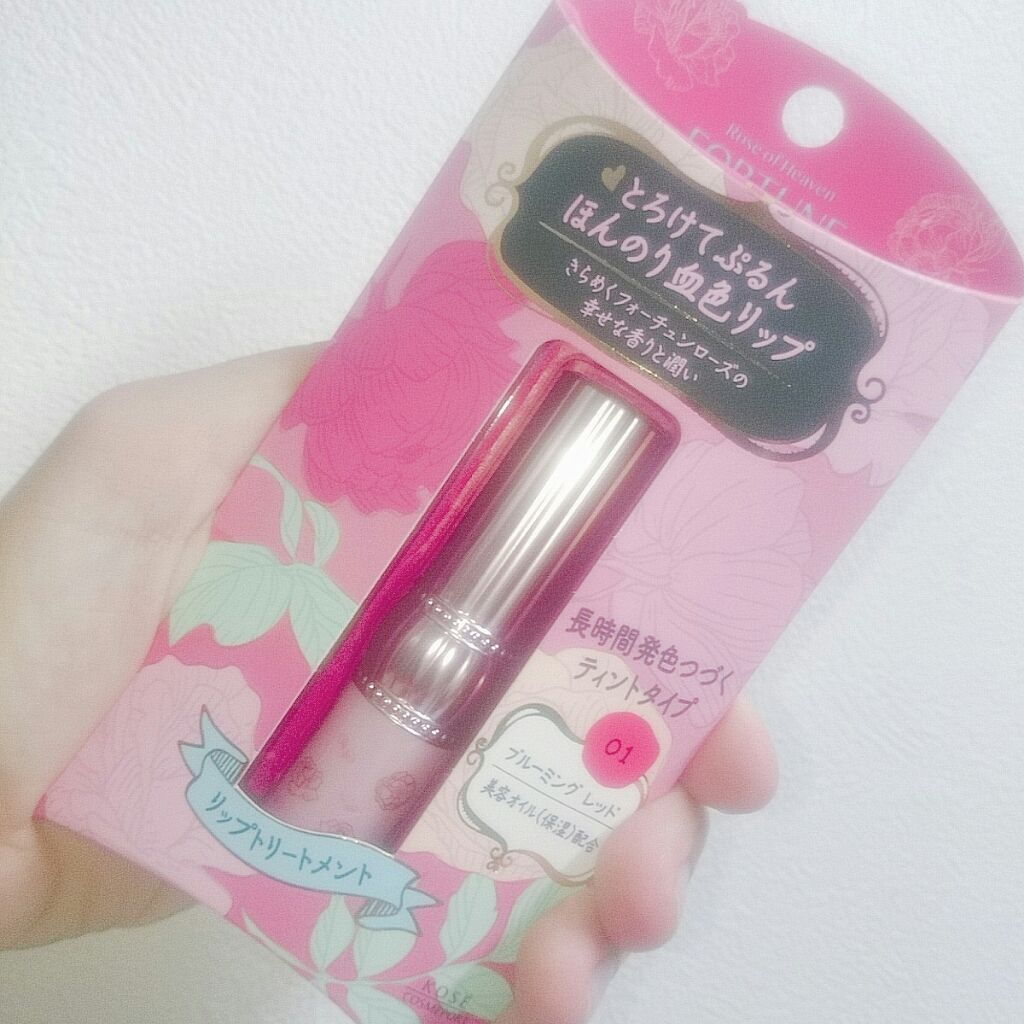 Rose of Heaven
FORTUNE
とろけてぷるん
ほんのり血色リップ
きらめくフォーチュンローズの
幸せな香りと潤い
長時間発色つづく
ティントタイプ
01
ブルーミング レッド
美容オイル(保湿)配合
リップトリートメント
KOSÉ
COSMEPORT